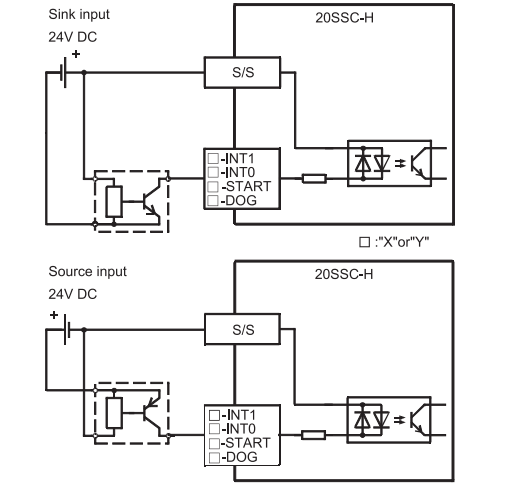 Sink input
20SSC-H
24V DC
+
S/S
□-INT1
□-INT0
□-START
□-DOG
□ :"X"or"Y"
Source input
20SSC-H
24V DC
+
S/S
□-INT1
□-INT0
□-START
□-DOG